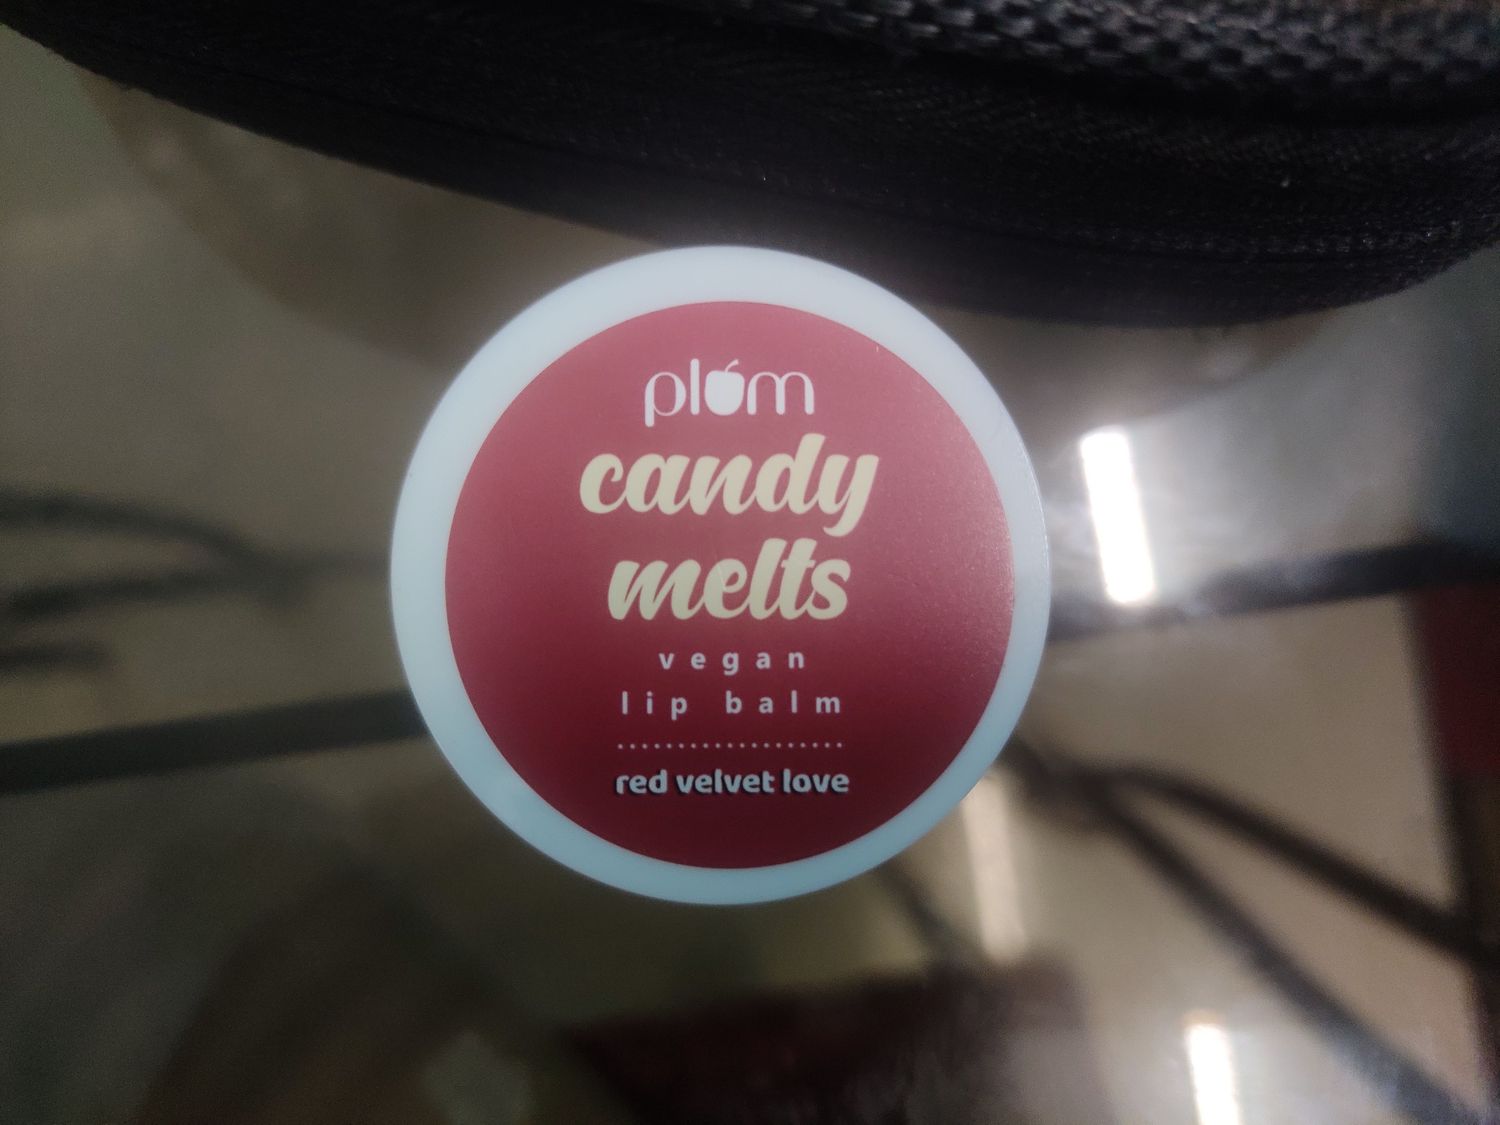 plum
candy
melts
vegan
lip balm
red velvet love